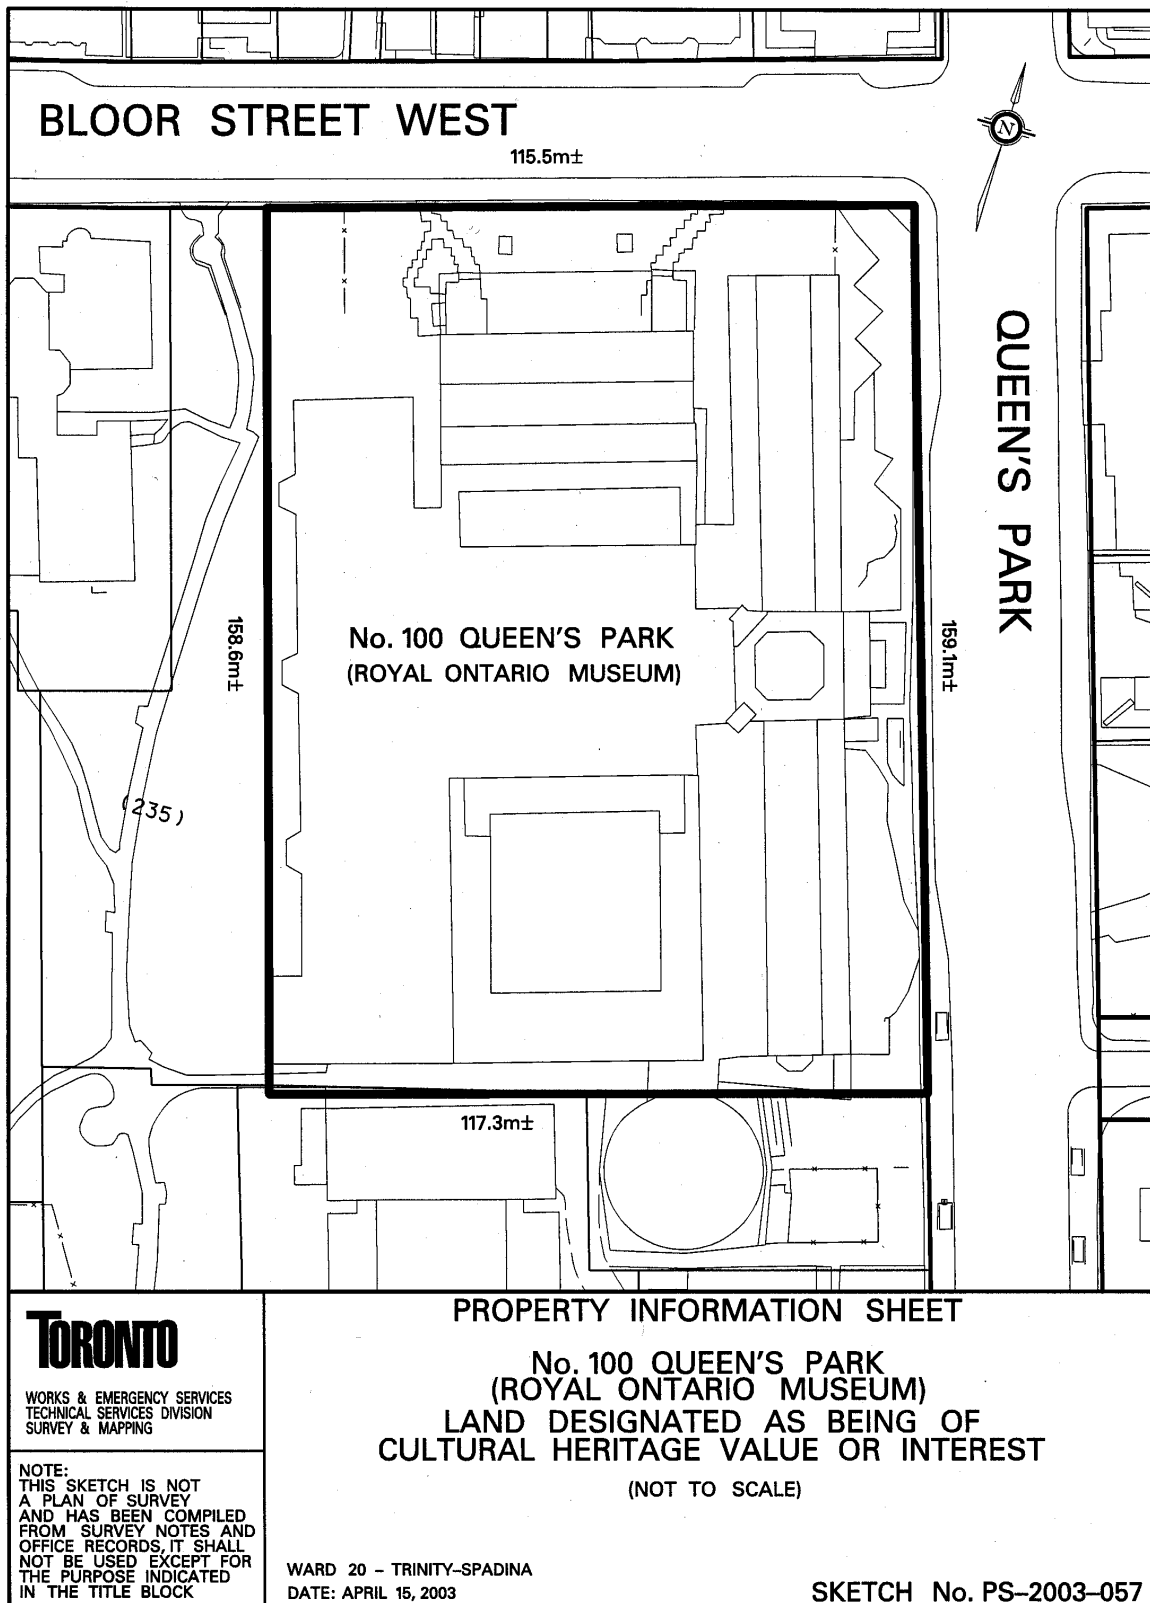 BLOOR STREET WEST
115.5m±
N
QUEEN'S PARK
158.6m±
No. 100 QUEEN'S PARK
(ROYAL ONTARIO MUSEUM)
159.1m±
(235)
117.3m±
TORONTO
WORKS & EMERGENCY SERVICES
TECHNICAL SERVICES DIVISION
SURVEY & MAPPING
NOTE:
THIS SKETCH IS NOT
A PLAN OF SURVEY
AND HAS BEEN COMPILED
FROM SURVEY NOTES AND
OFFICE RECORDS, IT SHALL
NOT BE USED EXCEPT FOR
THE PURPOSE INDICATED
IN THE TITLE BLOCK
PROPERTY INFORMATION SHEET
No. 100 QUEEN'S PARK
(ROYAL ONTARIO MUSEUM)
LAND DESIGNATED AS BEING OF
CULTURAL HERITAGE VALUE OR INTEREST
(NOT TO SCALE)
WARD 20 - TRINITY-SPADINA
DATE: APRIL 15, 2003
SKETCH No. PS-2003-057